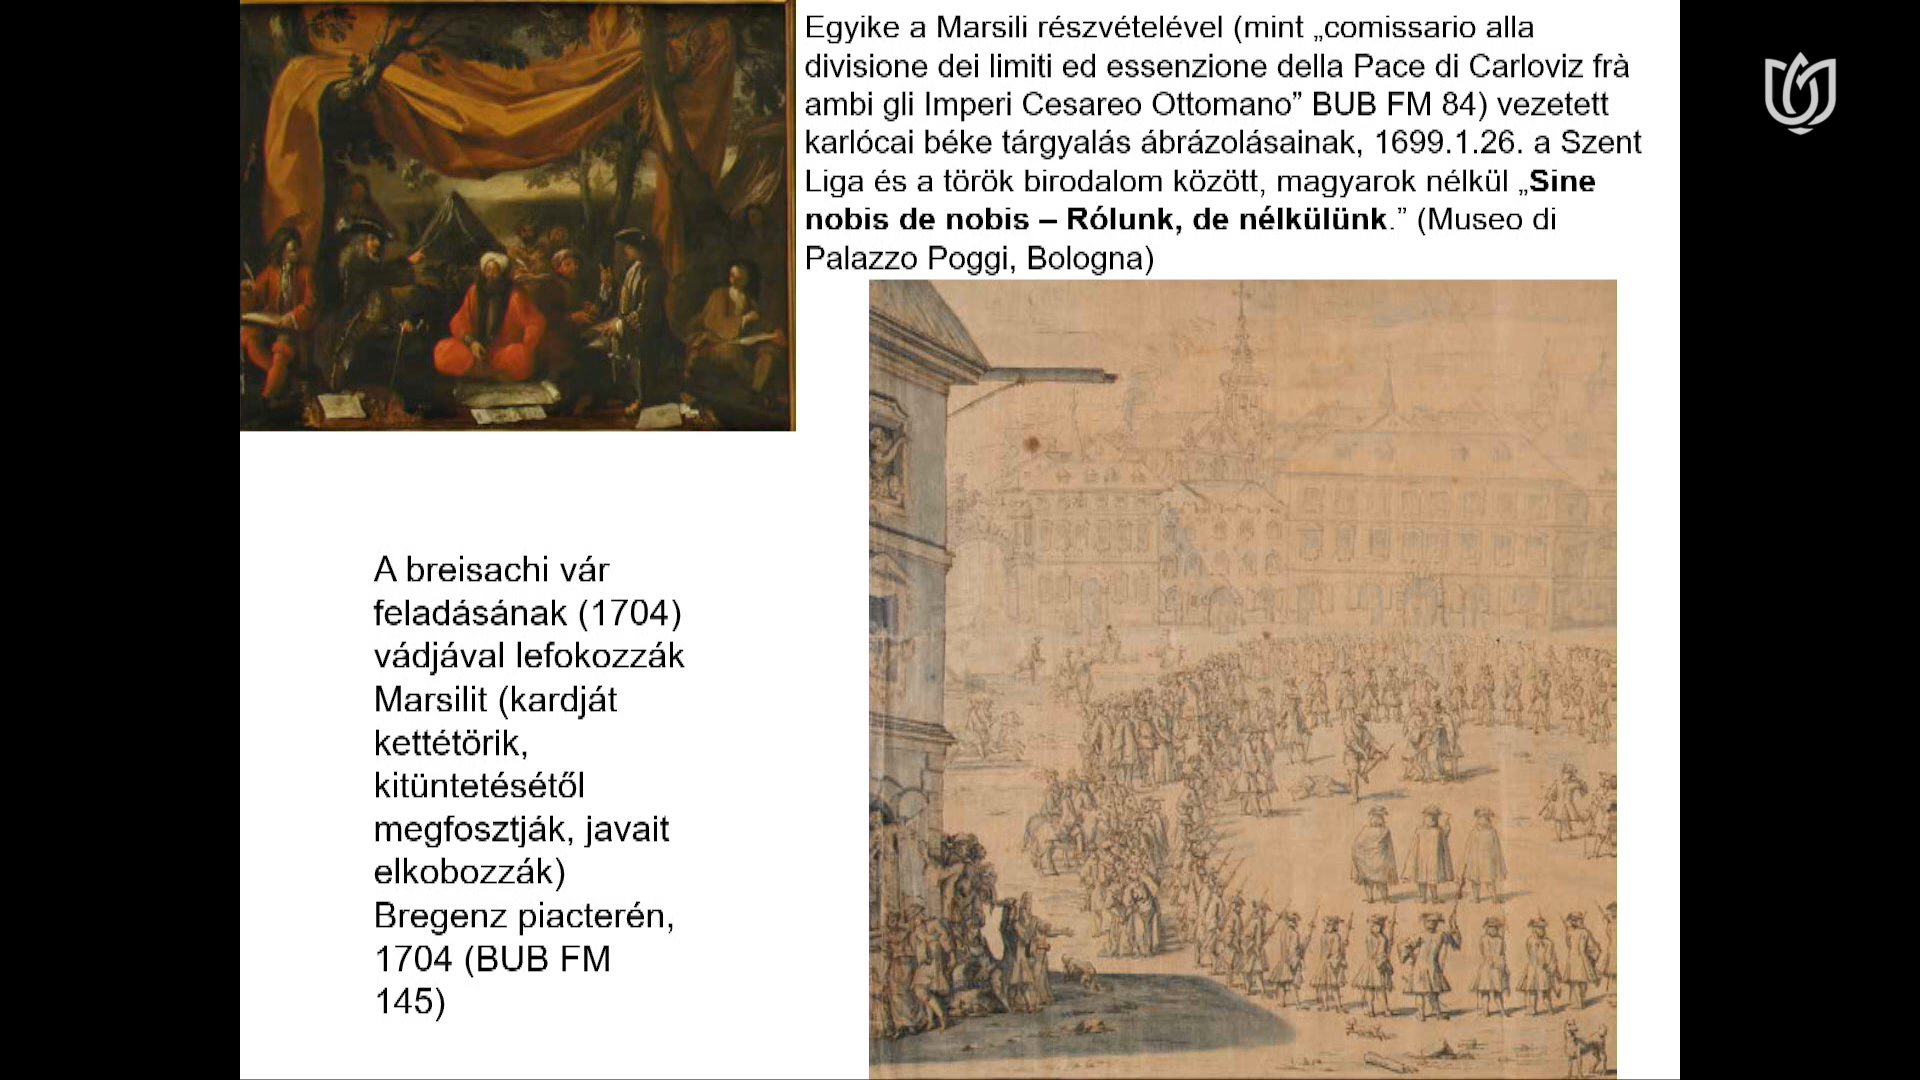 Egyike a Marsili részvételével (mint „comissario alla
divisione dei limiti ed essenzione della Pace di Carloviz frà
ambi gli Imperi Cesareo Ottomano” BUB FM 84) vezetett
karlócai béke tárgyalás ábrázolásainak, 1699.1.26. a Szent
Liga és a török birodalom között, magyarok nélkül „Sine
nobis de nobis – Rólunk, de nélkülünk.” (Museo di
Palazzo Poggi, Bologna)
A breisachi vár
feladásának (1704)
vádjával lefokozzák
Marsilit (kardját
kettétörik,
kitüntetésétől
megfosztják, javait
elkobozzák)
Bregenz piacterén,
1704 (BUB FM
145)